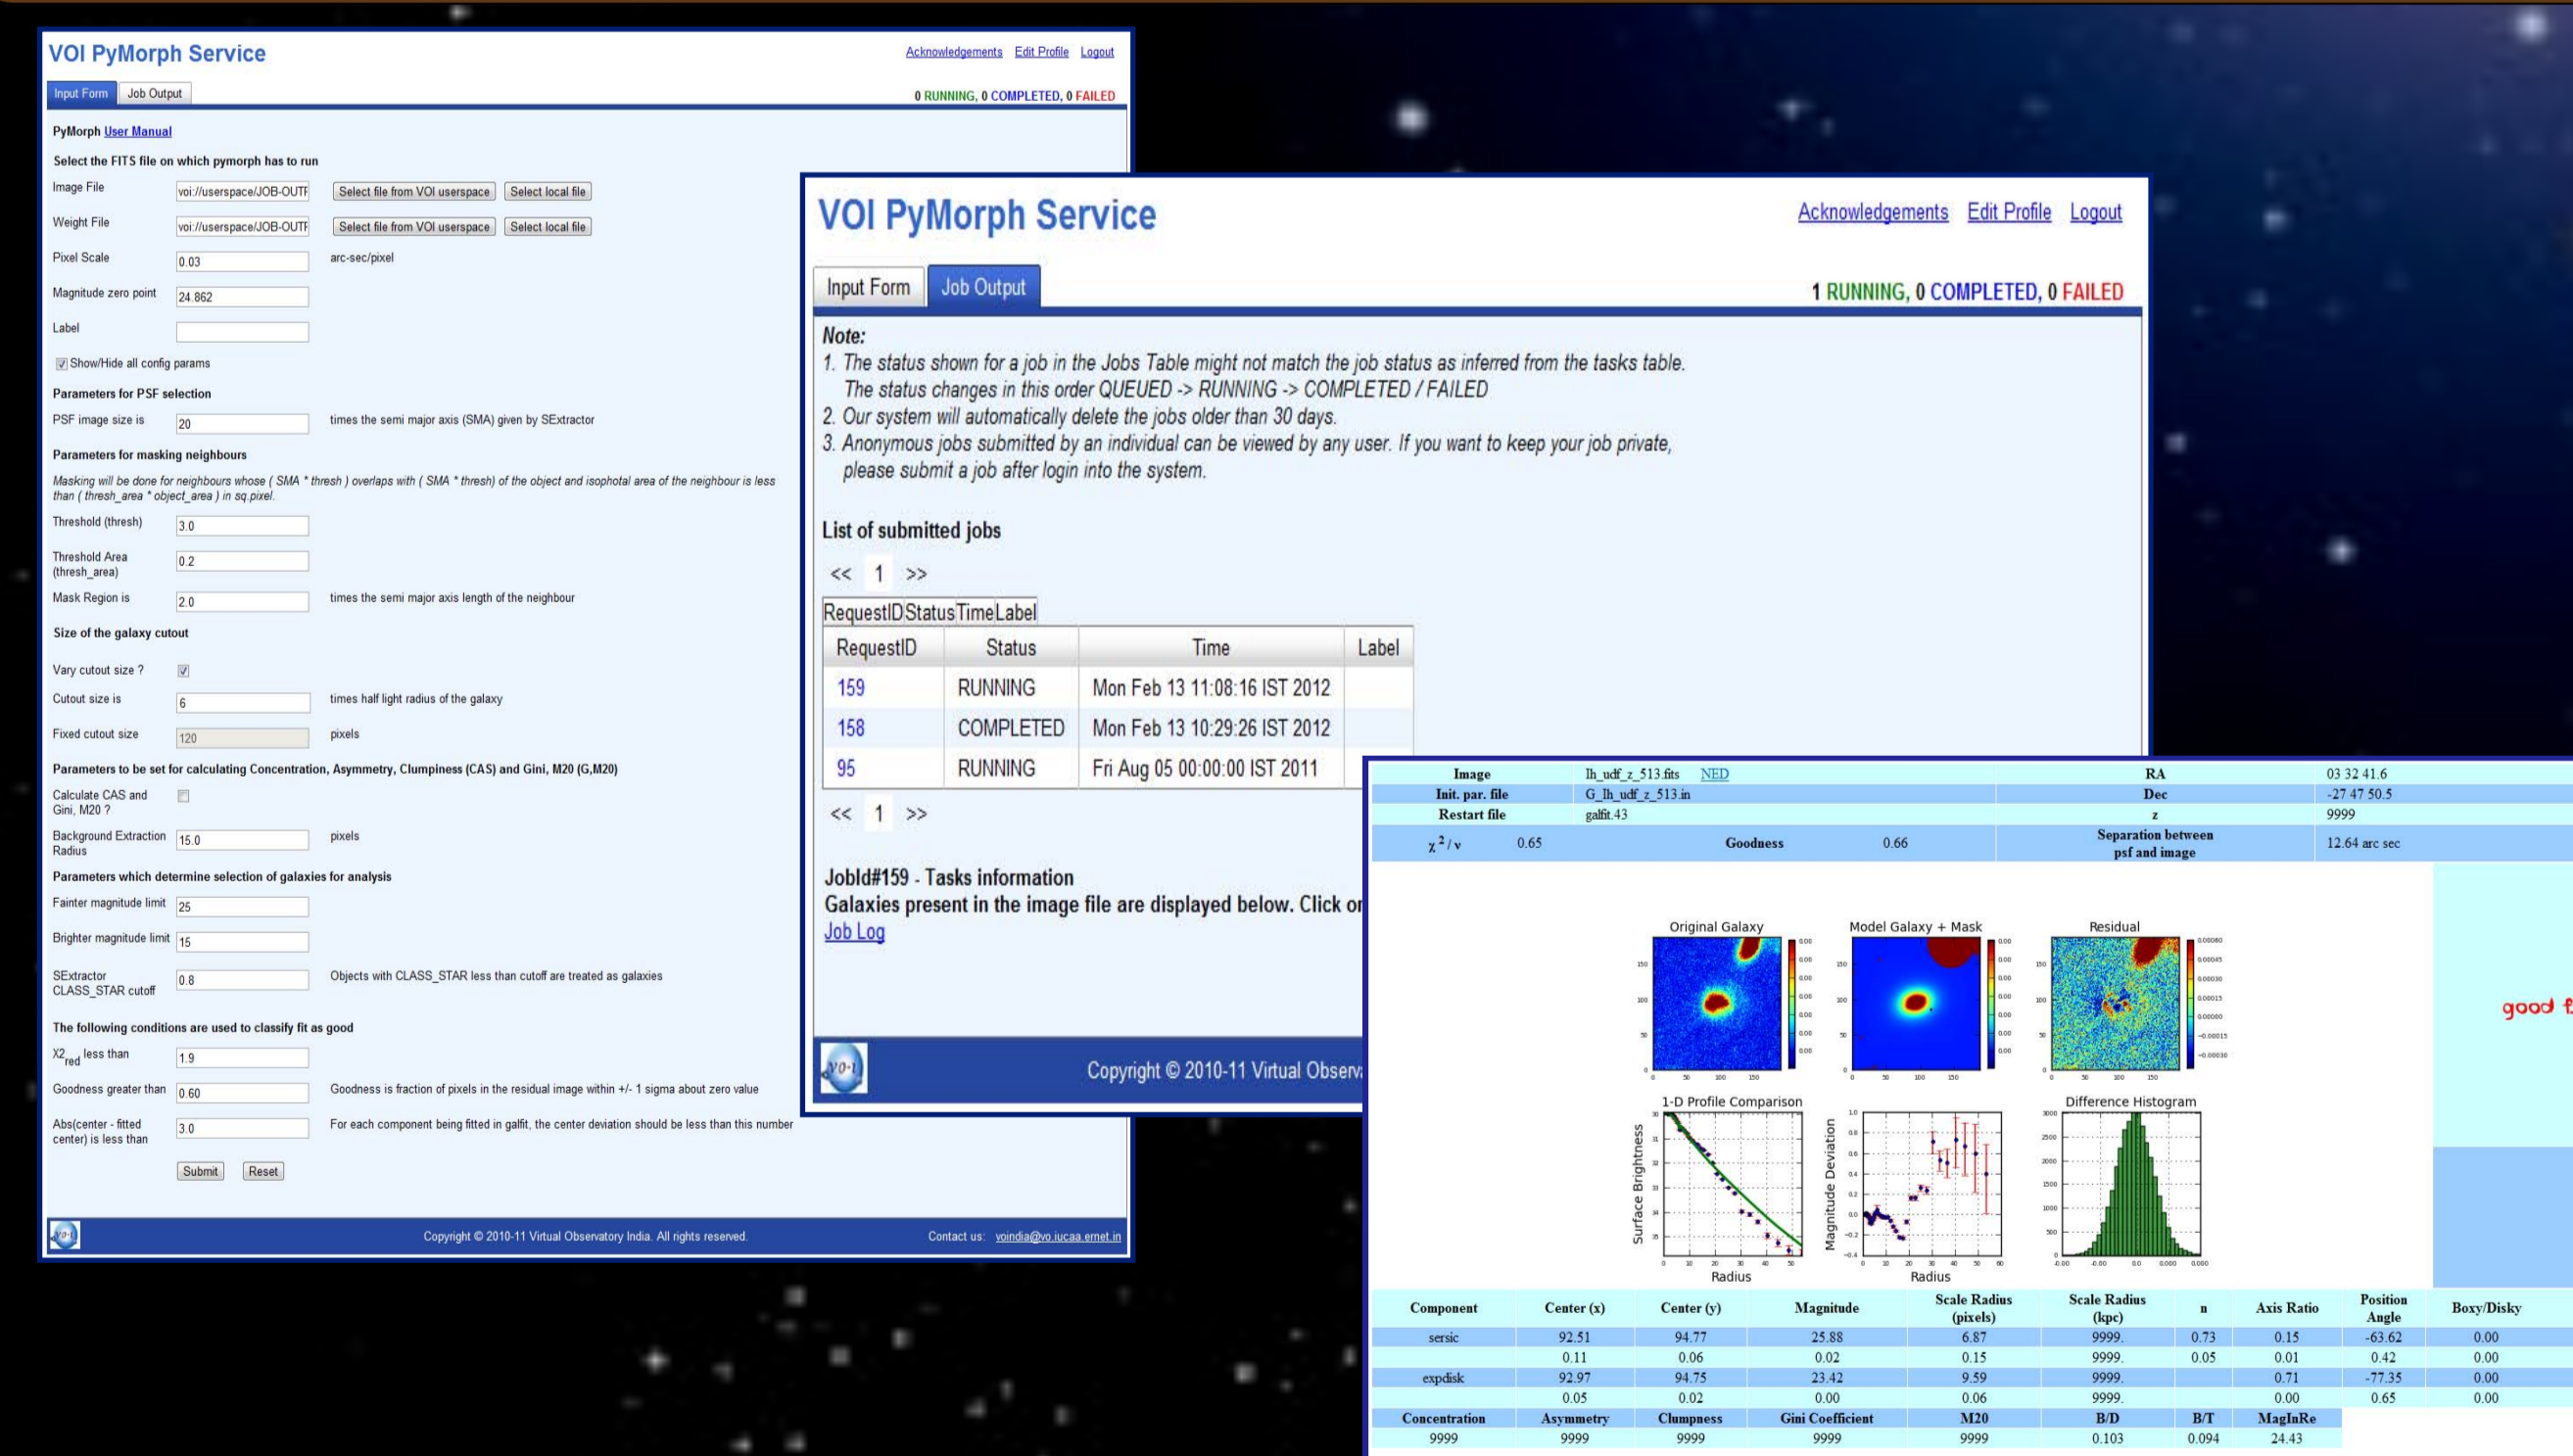 VOI PyMorph Service
Acknowledgements Edit Profile Logout
Input Form Job Output
0 RUNNING, 0 COMPLETED, 0 FAILED
PyMorph User Manual
Select the FITS file on which pymorph has to run
Image File voi://userspace/JOB-OUTF Select file from VOI userspace Select local file
Weight File voi://userspace/JOB-OUTF Select file from VOI userspace Select local file
Pixel Scale 0.03 arc-sec/pixel
Magnitude zero point 24.862
Label
Show/Hide all config params
Parameters for PSF selection
PSF image size is 20 times the semi major axis (SMA) given by SExtractor
Parameters for masking neighbours
Masking will be done for neighbours whose ( SMA * thresh ) overlaps with ( SMA * thresh) of the object and isophotal area of the neighbour is less
than ( thresh_area * object_area ) in sq.pixel.
Threshold (thresh) 3.0
Threshold Area
(thresh_area) 0.2
Mask Region is 2.0 times the semi major axis length of the neighbour
Size of the galaxy cutout
Vary cutout size ?
Cutout size is 6 times half light radius of the galaxy
Fixed cutout size 120 pixels
Parameters to be set for calculating Concentration, Asymmetry, Clumpiness (CAS) and Gini, M20 (G,M20)
Calculate CAS and
Gini, M20 ?
Background Extraction
Radius 15.0 pixels
Parameters which determine selection of galaxies for analysis
Fainter magnitude limit 25
Brighter magnitude limit 15
SExtractor
CLASS_STAR cutoff 0.8 Objects with CLASS_STAR less than cutoff are treated as galaxies
The following conditions are used to classify fit as good
X2red less than 1.9
Goodness greater than 0.60 Goodness is fraction of pixels in the residual image within +/- 1 sigma about zero value
Abs(center - fitted
center) is less than 3.0 For each component being fitted in galfit, the center deviation should be less than this number
Submit Reset
VO-I Copyright © 2010-11 Virtual Observatory India. All rights reserved. Contact us: voindia@vo.iucaa.ernet.in
VOI PyMorph Service
Acknowledgements Edit Profile Logout
Input Form Job Output
1 RUNNING, 0 COMPLETED, 0 FAILED
Note:
1. The status shown for a job in the Jobs Table might not match the job status as inferred from the tasks table.
The status changes in this order QUEUED -> RUNNING -> COMPLETED / FAILED
2. Our system will automatically delete the jobs older than 30 days.
3. Anonymous jobs submitted by an individual can be viewed by any user. If you want to keep your job private,
please submit a job after login into the system.
List of submitted jobs
<< 1 >>
RequestIDStatusTimeLabel
RequestID Status Time Label
159 RUNNING Mon Feb 13 11:08:16 IST 2012
158 COMPLETED Mon Feb 13 10:29:26 IST 2012
95 RUNNING Fri Aug 05 00:00:00 IST 2011
<< 1 >>
JobId#159 - Tasks information
Galaxies present in the image file are displayed below. Click
Job Log
VO-I Copyright © 2010-11 Virtual
Image lh_udf_z_513.fits NED RA 03 32 41.6
Init. par. file G_lh_udf_z_513.in Dec -27 47 50.5
Restart file galfit.43 z 9999
χ 2 / ν 0.65 Goodness 0.66 Separation between
psf and image 12.64 arc sec
good
Original Galaxy Model Galaxy + Mask Residual
0 50 100 150 0 50 100 150 0 50 100 150
1-D Profile Comparison Difference Histogram
Surface Brightness
Magnitude Deviation
Radius Radius
Component Center (x) Center (y) Magnitude Scale Radius
(pixels) Scale Radius
(kpc) n Axis Ratio Position
Angle Boxy/Disky
sersic 92.51 94.77 25.88 6.87 9999. 0.73 0.15 -63.62 0.00
0.11 0.06 0.02 0.15 9999. 0.05 0.01 0.42 0.00
expdisk 92.97 94.75 23.42 9.59 9999. 0.71 -77.35 0.00
0.05 0.02 0.00 0.06 9999. 0.00 0.65 0.00
Concentration Asymmetry Clumpness Gini Coefficient M20 B/D B/T MagInRe
9999 9999 9999 9999 9999 0.103 0.094 24.43